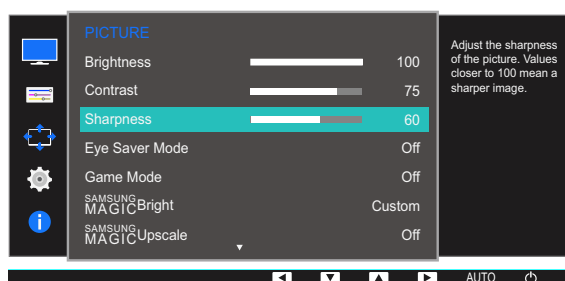 PICTURE
Brightness 100
Contrast 75
Sharpness 60
Eye Saver Mode Off
Game Mode Off
SAMSUNG
MAGICBright Custom
SAMSUNG
MAGICUpscale Off
Adjust the sharpness
of the picture. Values
closer to 100 mean a
sharper image.
AUTO